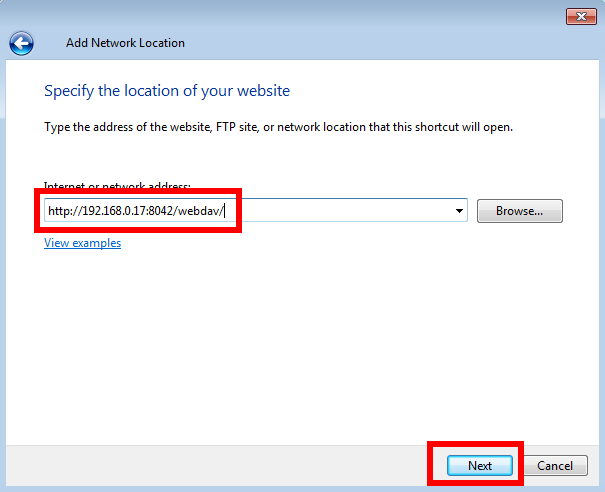 Add Network Location
Specify the location of your website
Type the address of the website, FTP site, or network location that this shortcut will open.
Internet or network address:
http://192.168.0.17:8042/webdav/
Browse...
View examples
Next
Cancel